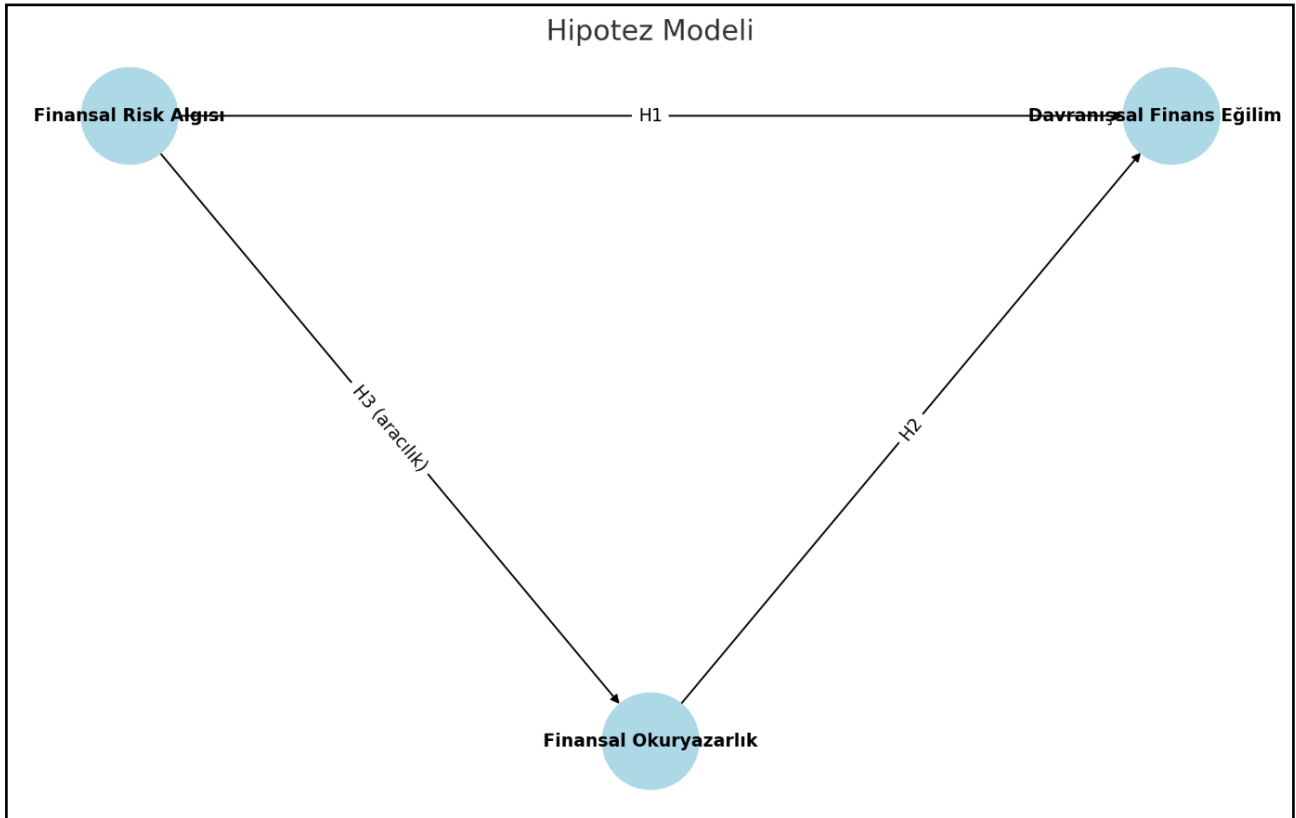 Hipotez Modeli
Finansal Risk Algısı
H1
Davranışsal Finans Eğilim
H3 (aracılık)
H2
Finansal Okuryazarlık